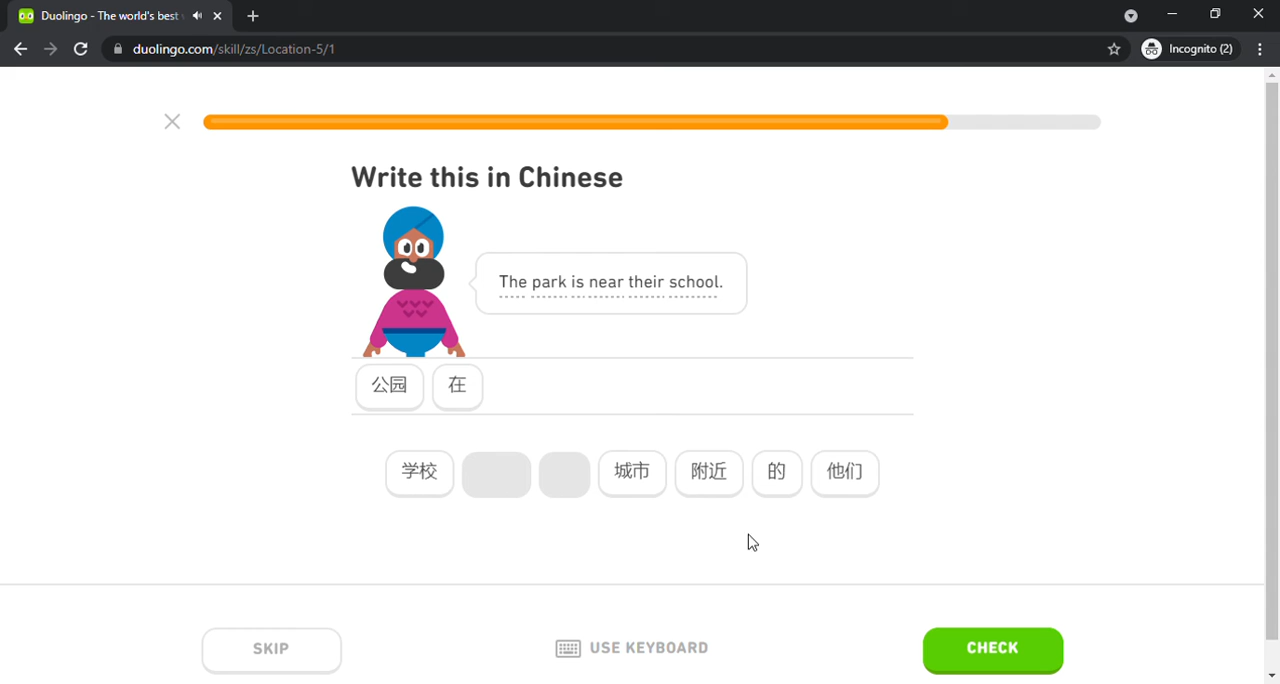 Duolingo - The world's best
duolingo.com/skill/zs/Location-5/1
Incognito (2)
Write this in Chinese
The park is near their school.
公园 在
学校 城市 附近 的 他们
SKIP
USE KEYBOARD
CHECK